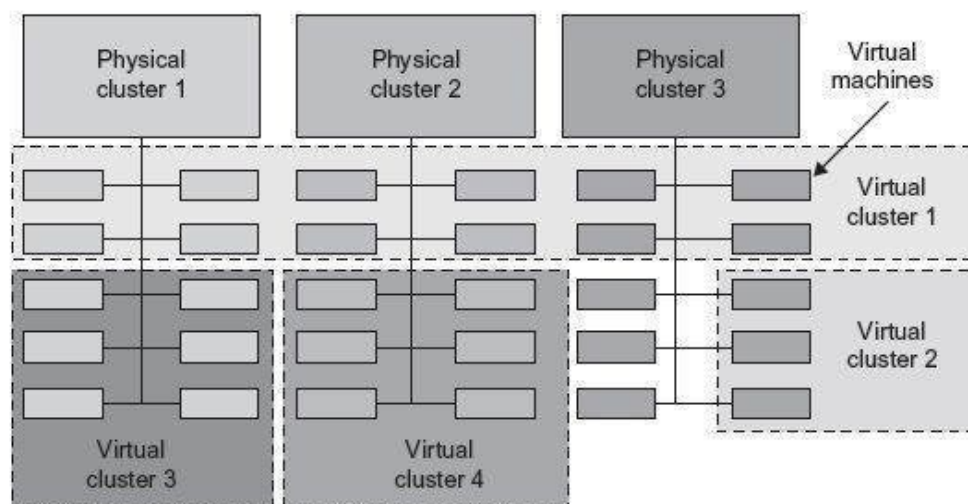 Physical
cluster 1
Physical
cluster 2
Physical
cluster 3
Virtual
machines
Virtual
cluster 1
Virtual
cluster 2
Virtual
cluster 3
Virtual
cluster 4